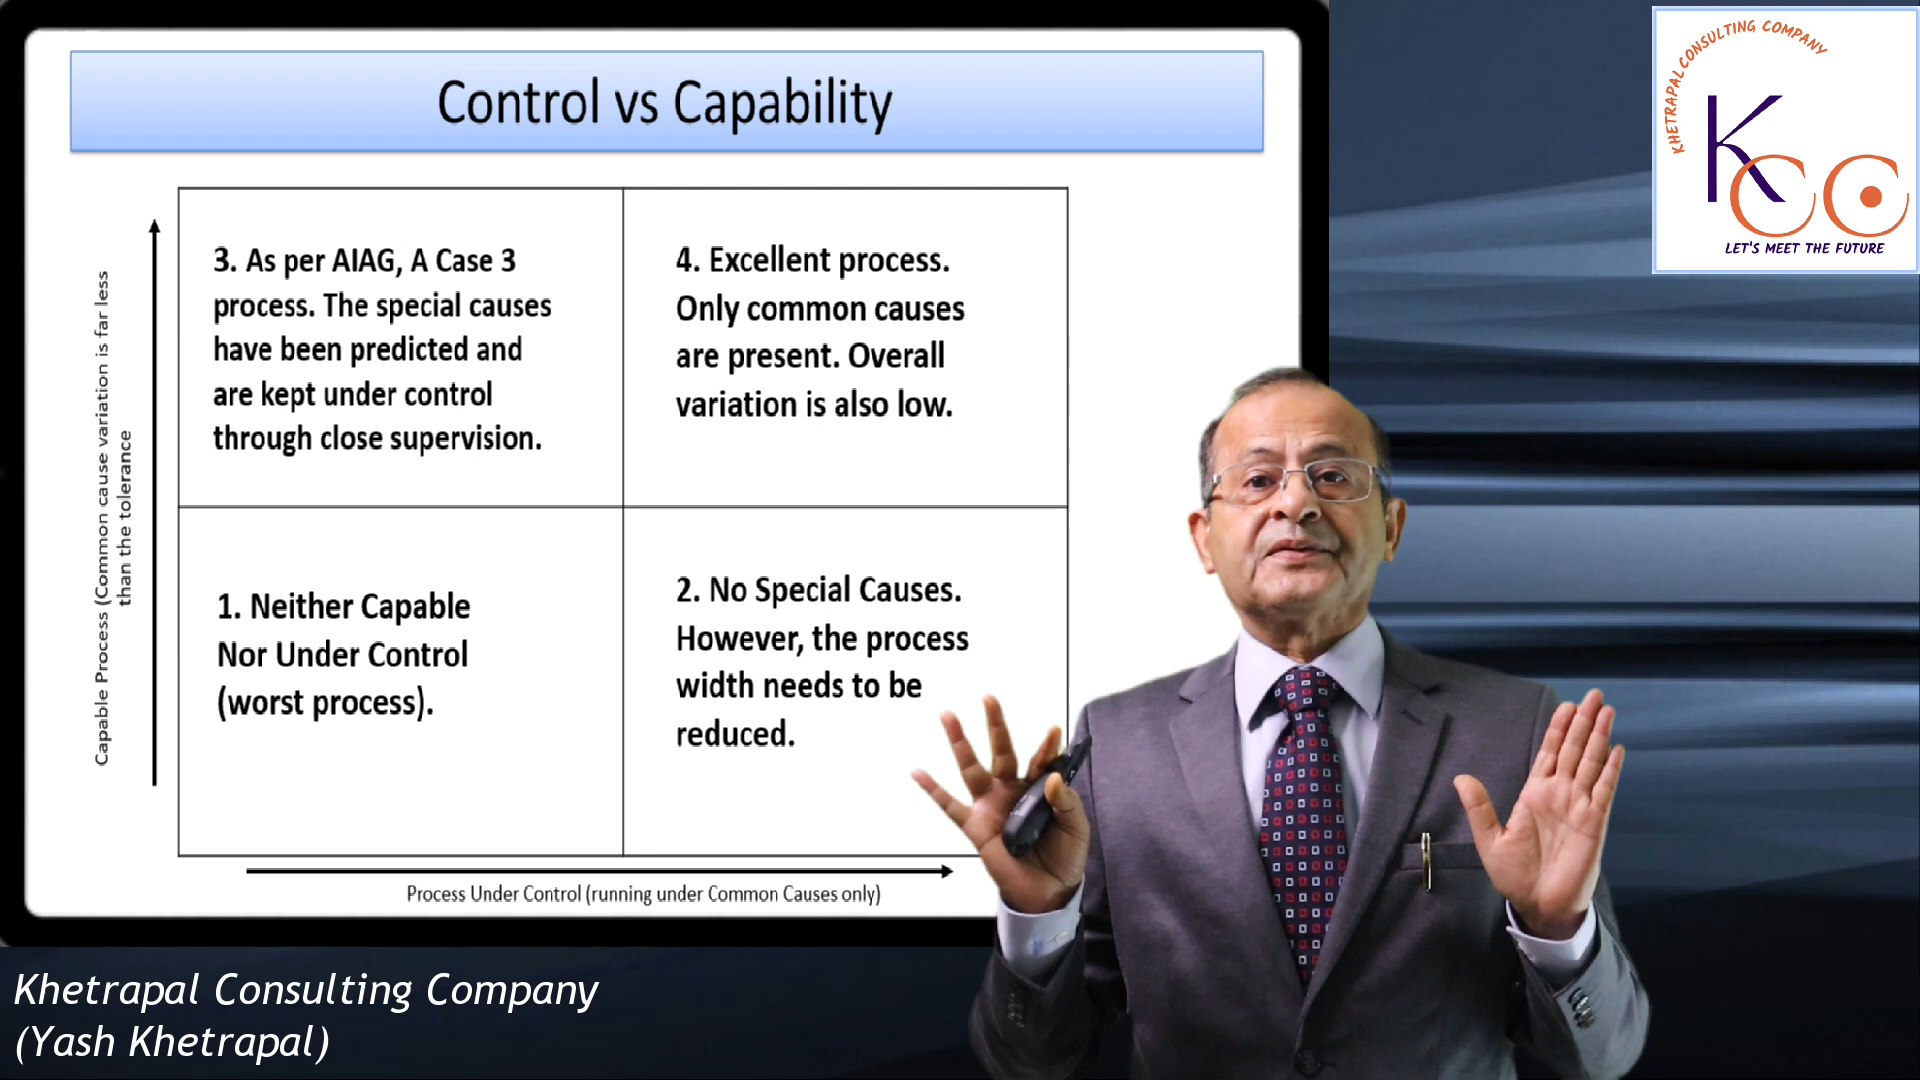 Control vs Capability
3. As per AIAG, A Case 3
process. The special causes
have been predicted and
are kept under control
through close supervision.
4. Excellent process.
Only common causes
are present. Overall
variation is also low.
1. Neither Capable
Nor Under Control
(worst process).
2. No Special Causes.
However, the process
width needs to be
reduced.
Capable Process (Common cause variation is far less
than the tolerance
Process Under Control (running under Common Causes only)
KHETRAPAL CONSULTING COMPANY
KCC
LET'S MEET THE FUTURE
Khetrapal Consulting Company
(Yash Khetrapal)